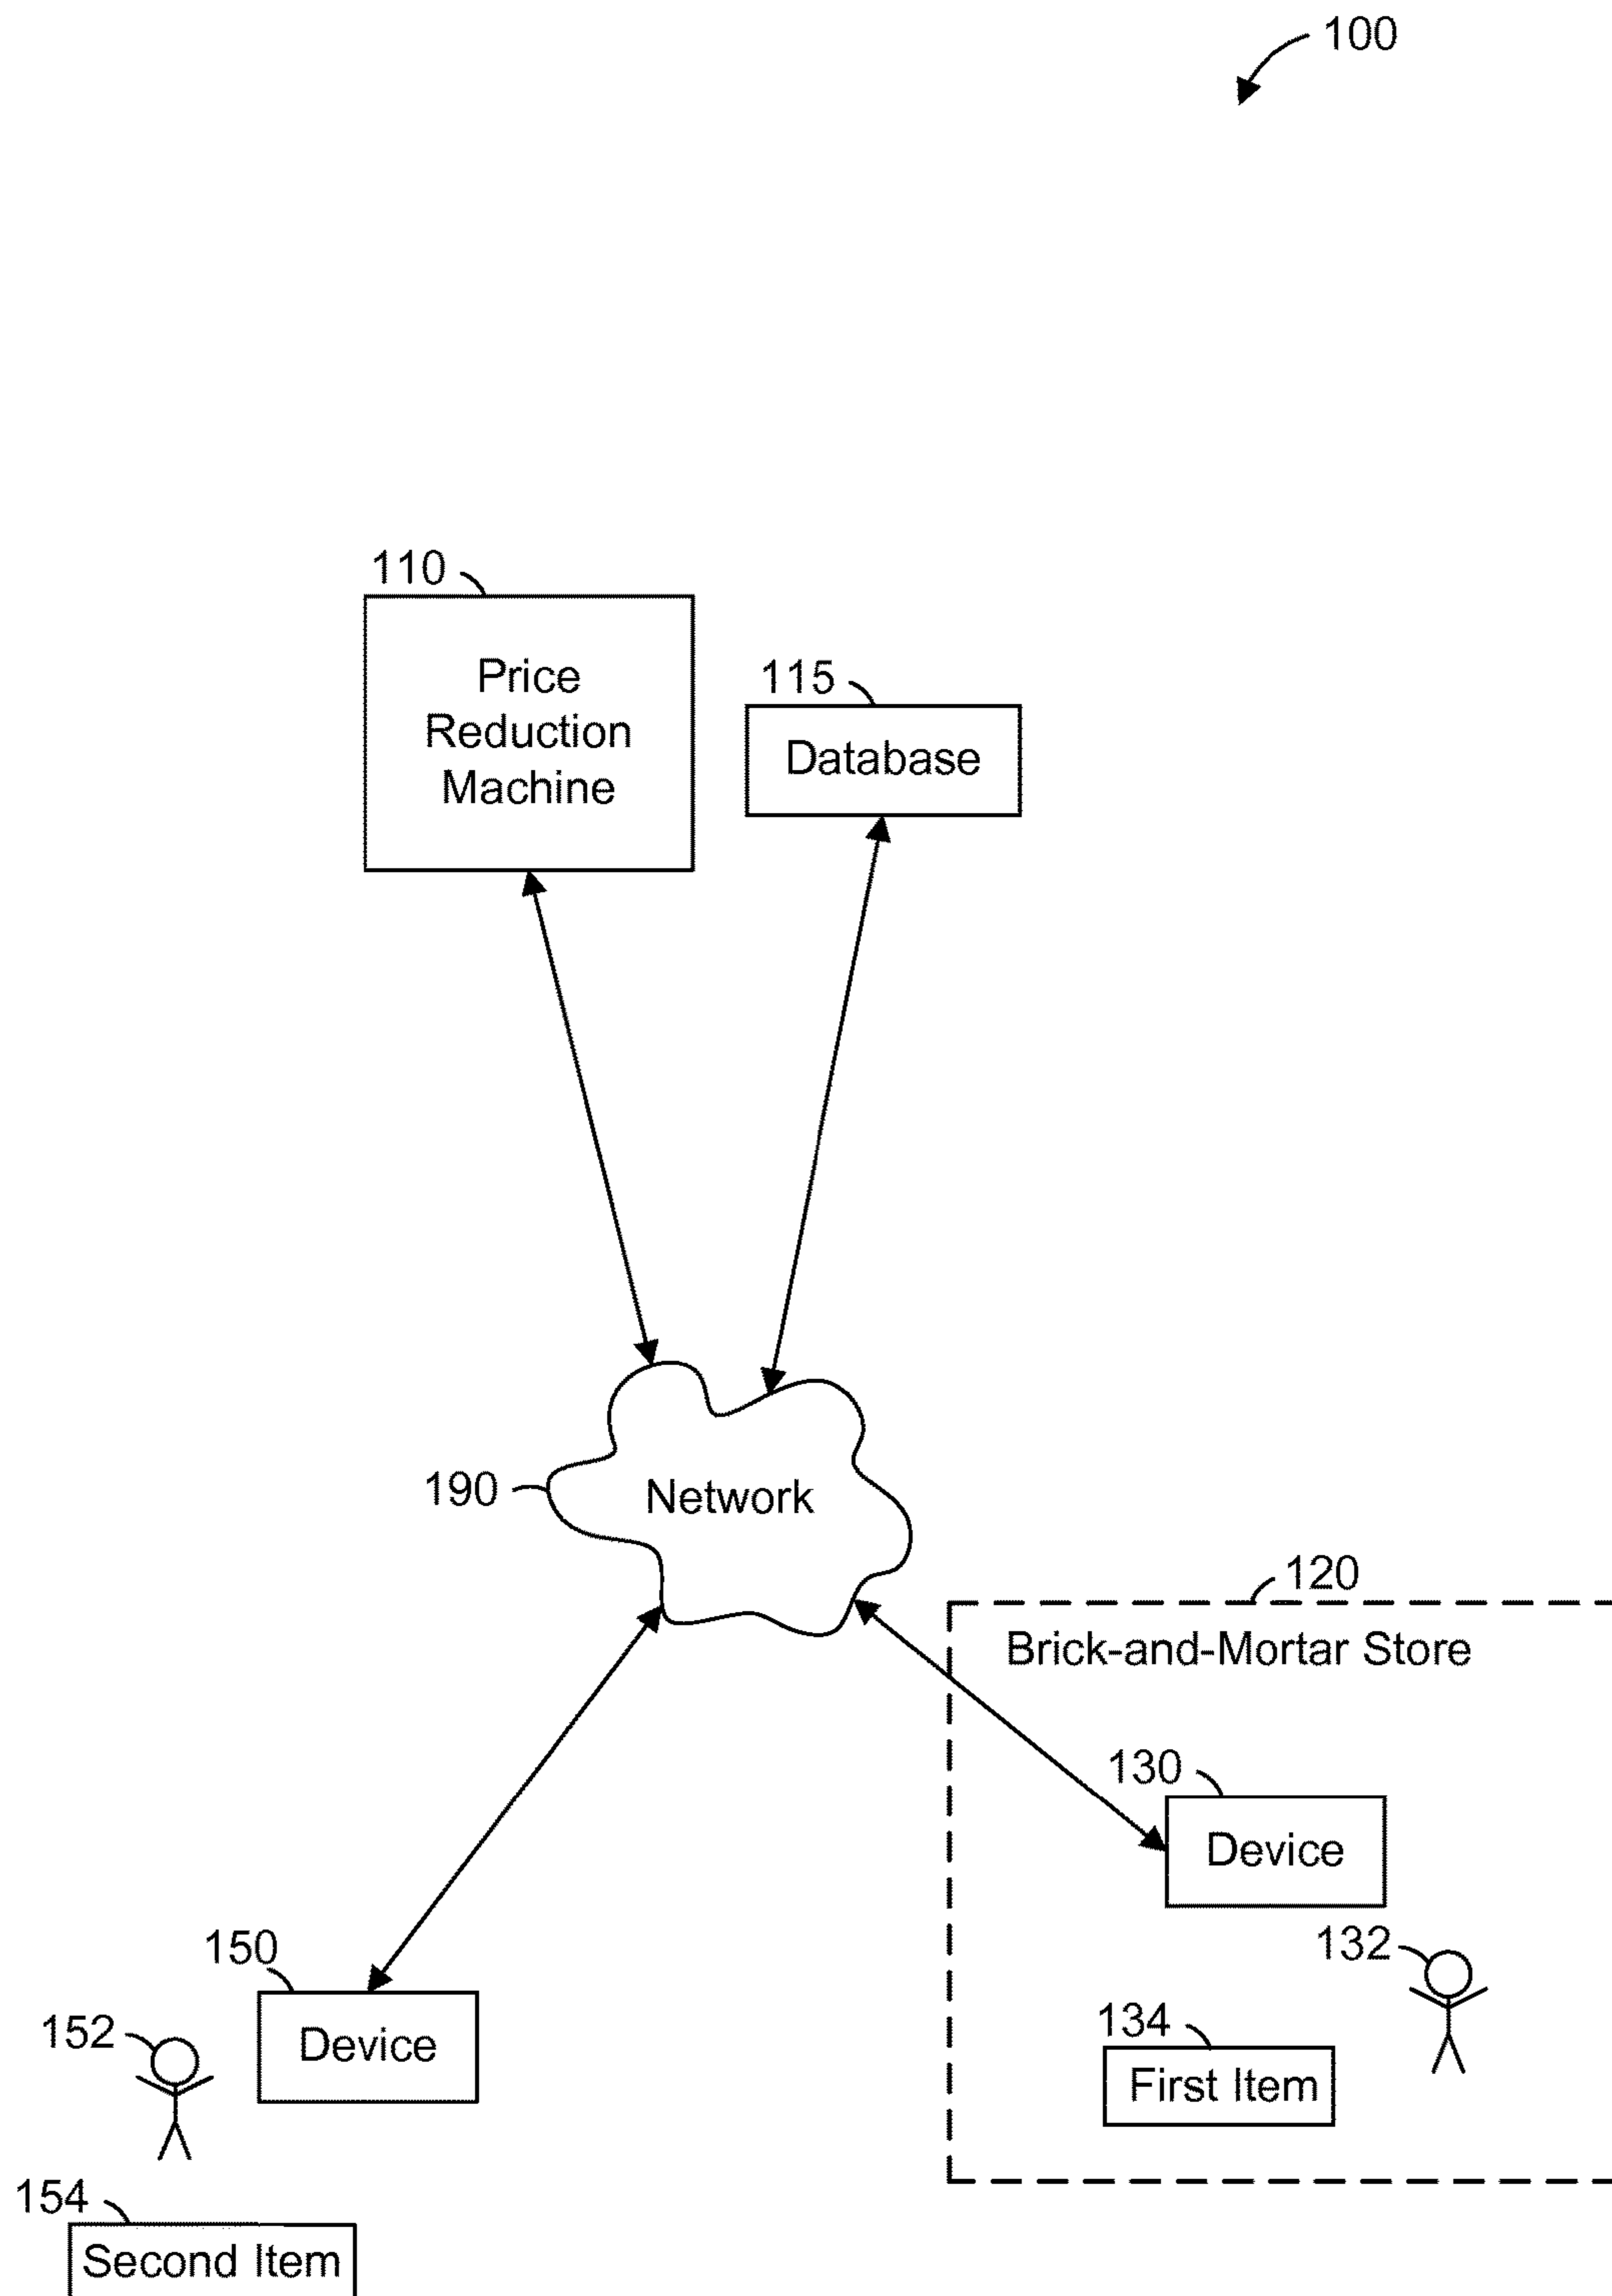 100
110
Price
Reduction
Machine
115
Database
190
Network
120
Brick-and-Mortar Store
130
Device
132
134
First Item
150
Device
152
154
Second Item